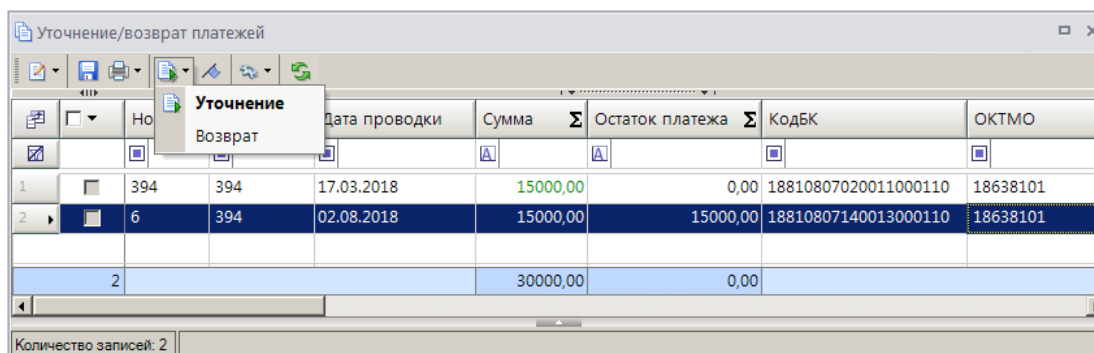 Уточнение/возврат платежей
Но Дата проводки Сумма Σ Остаток платежа Σ КодБК ОКТМО
Уточнение
Возврат
A A
1 394 394 17.03.2018 15000,00 0,00 18810807020011000110 18638101
2 6 394 02.08.2018 15000,00 15000,00 18810807140013000110 18638101
2 30000,00 0,00
Количество записей: 2